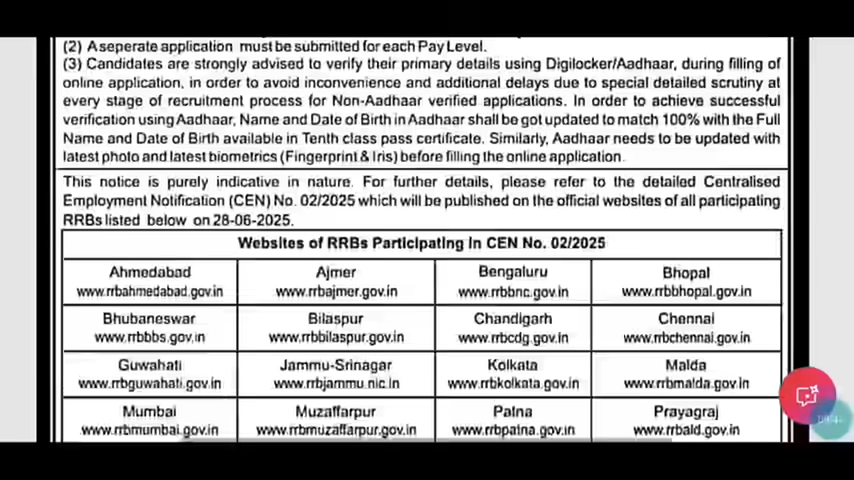 (2) A seperate application must be submitted for each Pay Level.
(3) Candidates are strongly advised to verify their primary details using Digilocker/Aadhaar, during filling of
online application, in order to avoid inconvenience and additional delays due to special detailed scrutiny at
every stage of recruitment process for Non-Aadhaar verified applications. In order to achieve successful
verification using Aadhaar, Name and Date of Birth in Aadhaar shall be got updated to match 100% with the Full
Name and Date of Birth available in Tenth class pass certificate. Similarly, Aadhaar needs to be updated with
latest photo and latest biometrics (Fingerprint & Iris) before filling the online application.
This notice is purely indicative in nature. For further details, please refer to the detailed Centralised
Employment Notification (CEN) No. 02/2025 which will be published on the official websites of all participating
RRBs listed below on 28-06-2025.
Websites of RRBs Participating in CEN No. 02/2025
Ahmedabad Ajmer Bengaluru Bhopal
www.rrbahmedabad.gov.in www.rrbajmer.gov.in www.rrbbnc.gov.in www.rrbbhopal.gov.in
Bhubaneswar Bilaspur Chandigarh Chennai
www.rrbbbs.gov.in www.rrbbilaspur.gov.in www.rrbcdg.gov.in www.rrbchennai.gov.in
Guwahati Jammu-Srinagar Kolkata Malda
www.rrbguwahati.gov.in www.rrbjammu.nic.in www.rrbkolkata.gov.in www.rrbmalda.gov.in
Mumbai Muzaffarpur Patna Prayagraj
www.rrbmumbai.gov.in www.rrbmuzaffarpur.gov.in www.rrbpatna.gov.in www.rrbald.gov.in